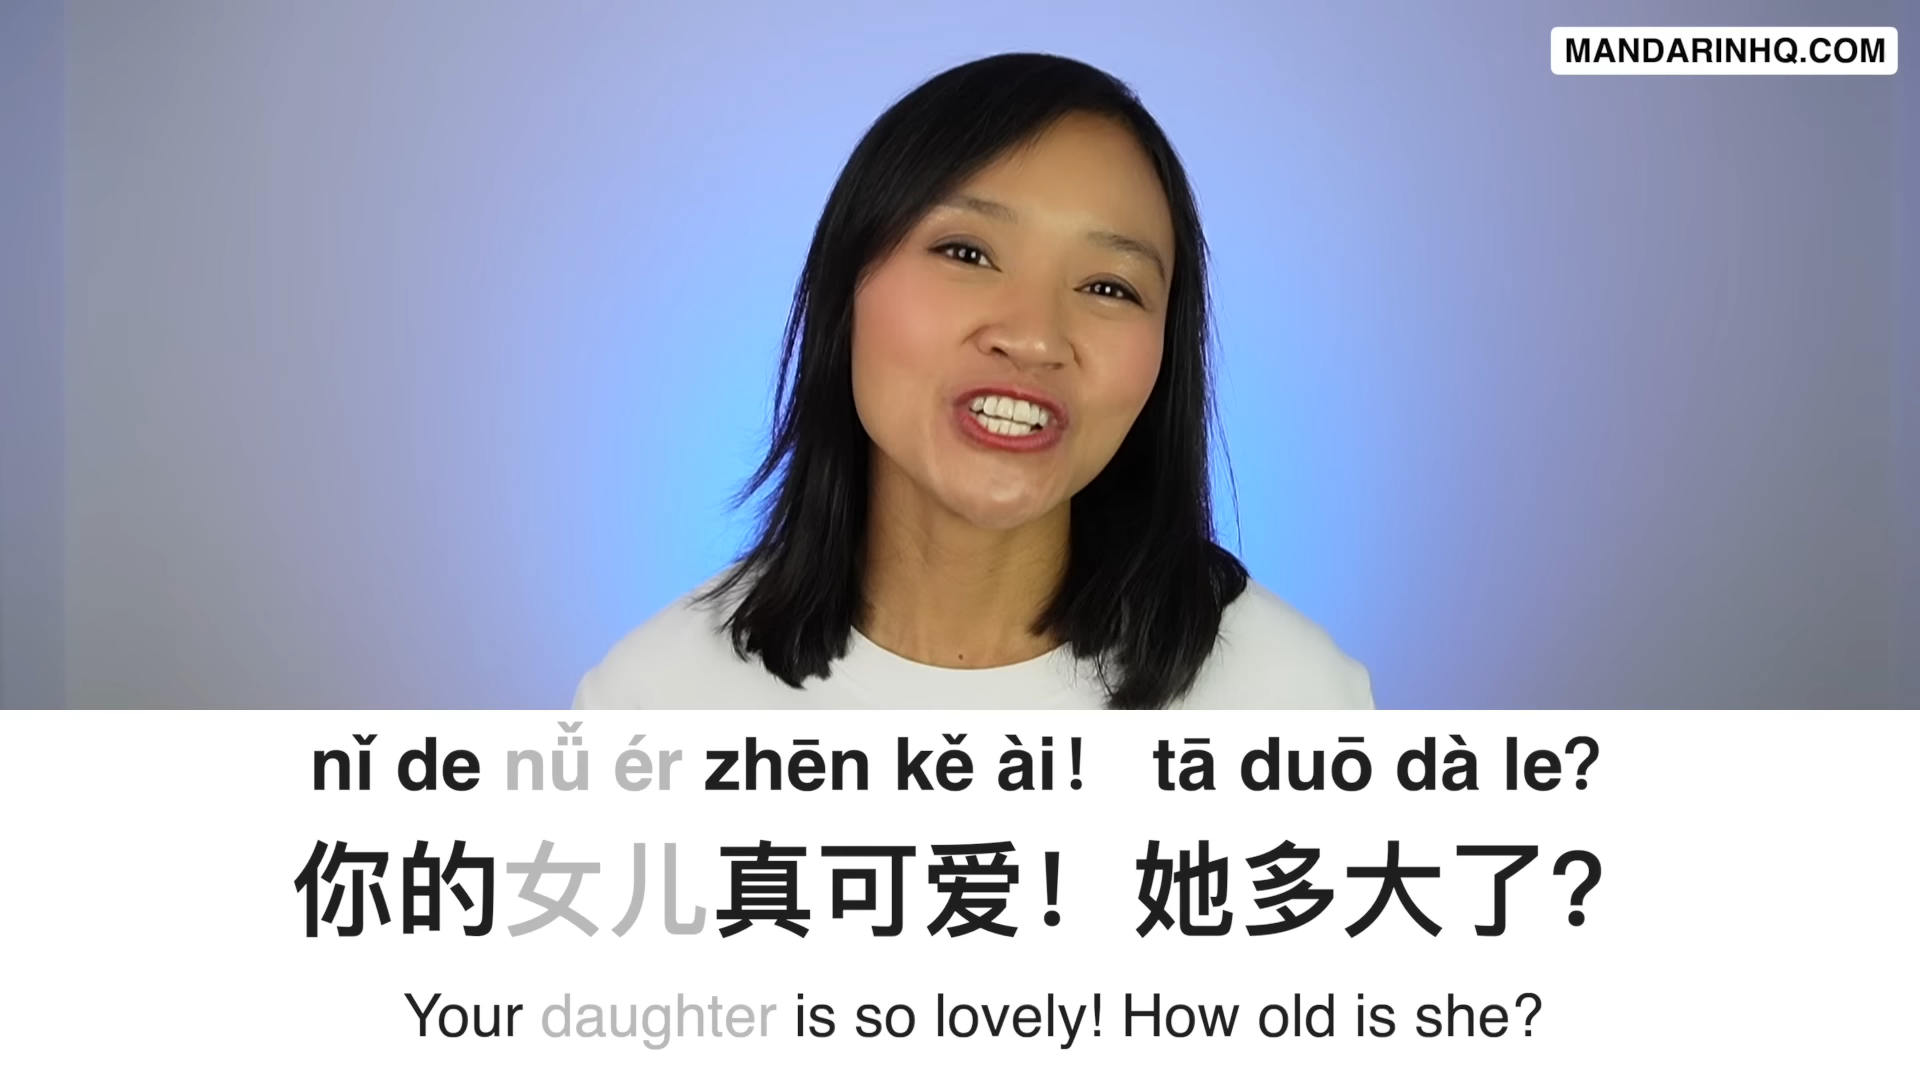 MANDARINHQ.COM
nǐ de nǚ ér zhēn kě ài! tā duō dà le?
你的女儿真可爱！她多大了？
Your daughter is so lovely! How old is she?